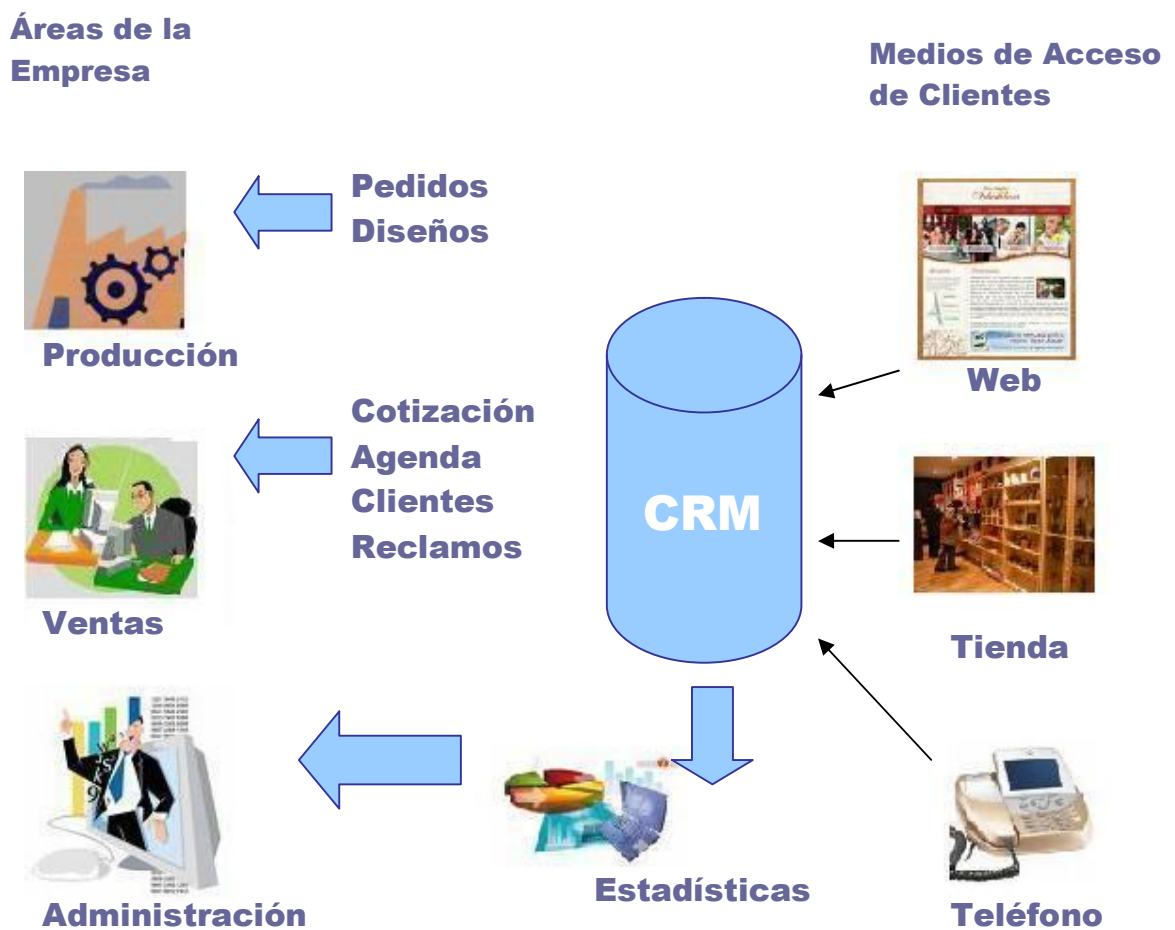 Áreas de la
Empresa
Medios de Acceso
de Clientes
Pedidos
Diseños
Producción
Web
Cotización
Agenda
Clientes
Reclamos
CRM
Ventas
Tienda
Estadísticas
Administración
Teléfono